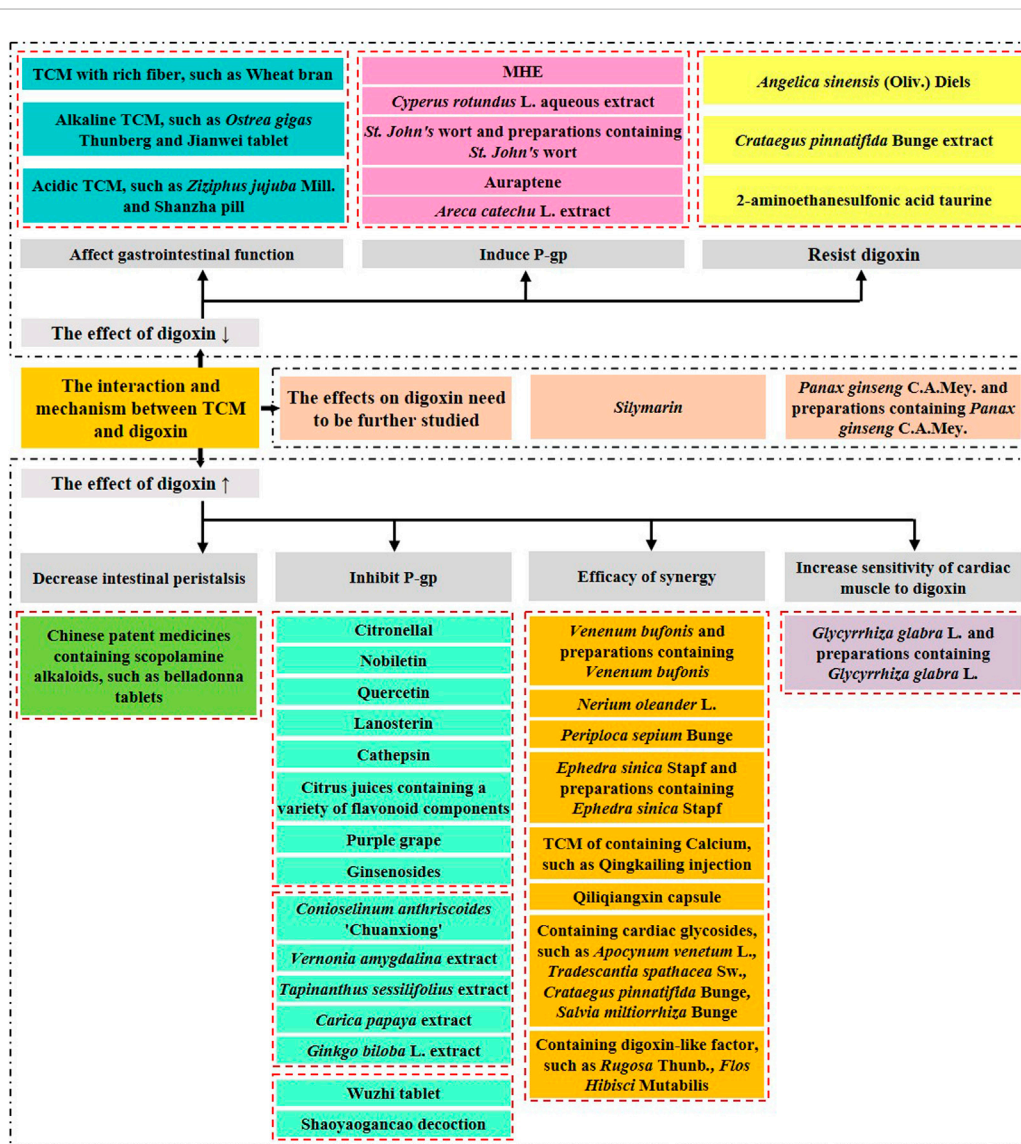 TCM with rich fiber, such as Wheat bran
Alkaline TCM, such as Ostrea gigas
Thunberg and Jianwei tablet
Acidic TCM, such as Ziziphus jujuba Mill.
and Shanzha pill
Affect gastrointestinal function
MHE
Cyperus rotundus L. aqueous extract
St. John's wort and preparations containing
St. John's wort
Auraptene
Areca catechu L. extract
Induce P-gp
Angelica sinensis (Oliv.) Diels
Crataegus pinnatifida Bunge extract
2-aminoethanesulfonic acid taurine
Resist digoxin
The effect of digoxin ↓
The interaction and
mechanism between TCM
and digoxin
The effects on digoxin need
to be further studied
Silymarin
Panax ginseng C.A.Mey. and
preparations containing Panax
ginseng C.A.Mey.
The effect of digoxin ↑
Decrease intestinal peristalsis
Chinese patent medicines
containing scopolamine
alkaloids, such as belladonna
tablets
Inhibit P-gp
Citronellal
Nobiletin
Quercetin
Lanosterin
Cathepsin
Citrus juices containing a
variety of flavonoid components
Purple grape
Ginsenosides
Conioselinum anthriscoides
'Chuanxiong'
Vernonia amygdalina extract
Tapinanthus sessilifolius extract
Carica papaya extract
Ginkgo biloba L. extract
Wuzhi tablet
Shaoyaogancao decoction
Efficacy of synergy
Venenum bufonis and
preparations containing
Venenum bufonis
Nerium oleander L.
Periploca sepium Bunge
Ephedra sinica Stapf and
preparations containing
Ephedra sinica Stapf
TCM of containing Calcium,
such as Qingkailing injection
Qiliqiangxin capsule
Containing cardiac glycosides,
such as Apocynum venetum L.,
Tradescantia spathacea Sw.,
Crataegus pinnatifida Bunge,
Salvia miltiorrhiza Bunge
Containing digoxin-like factor,
such as Rugosa Thunb., Flos
Hibisci Mutabilis
Increase sensitivity of cardiac
muscle to digoxin
Glycyrrhiza glabra L. and
preparations containing
Glycyrrhiza glabra L.